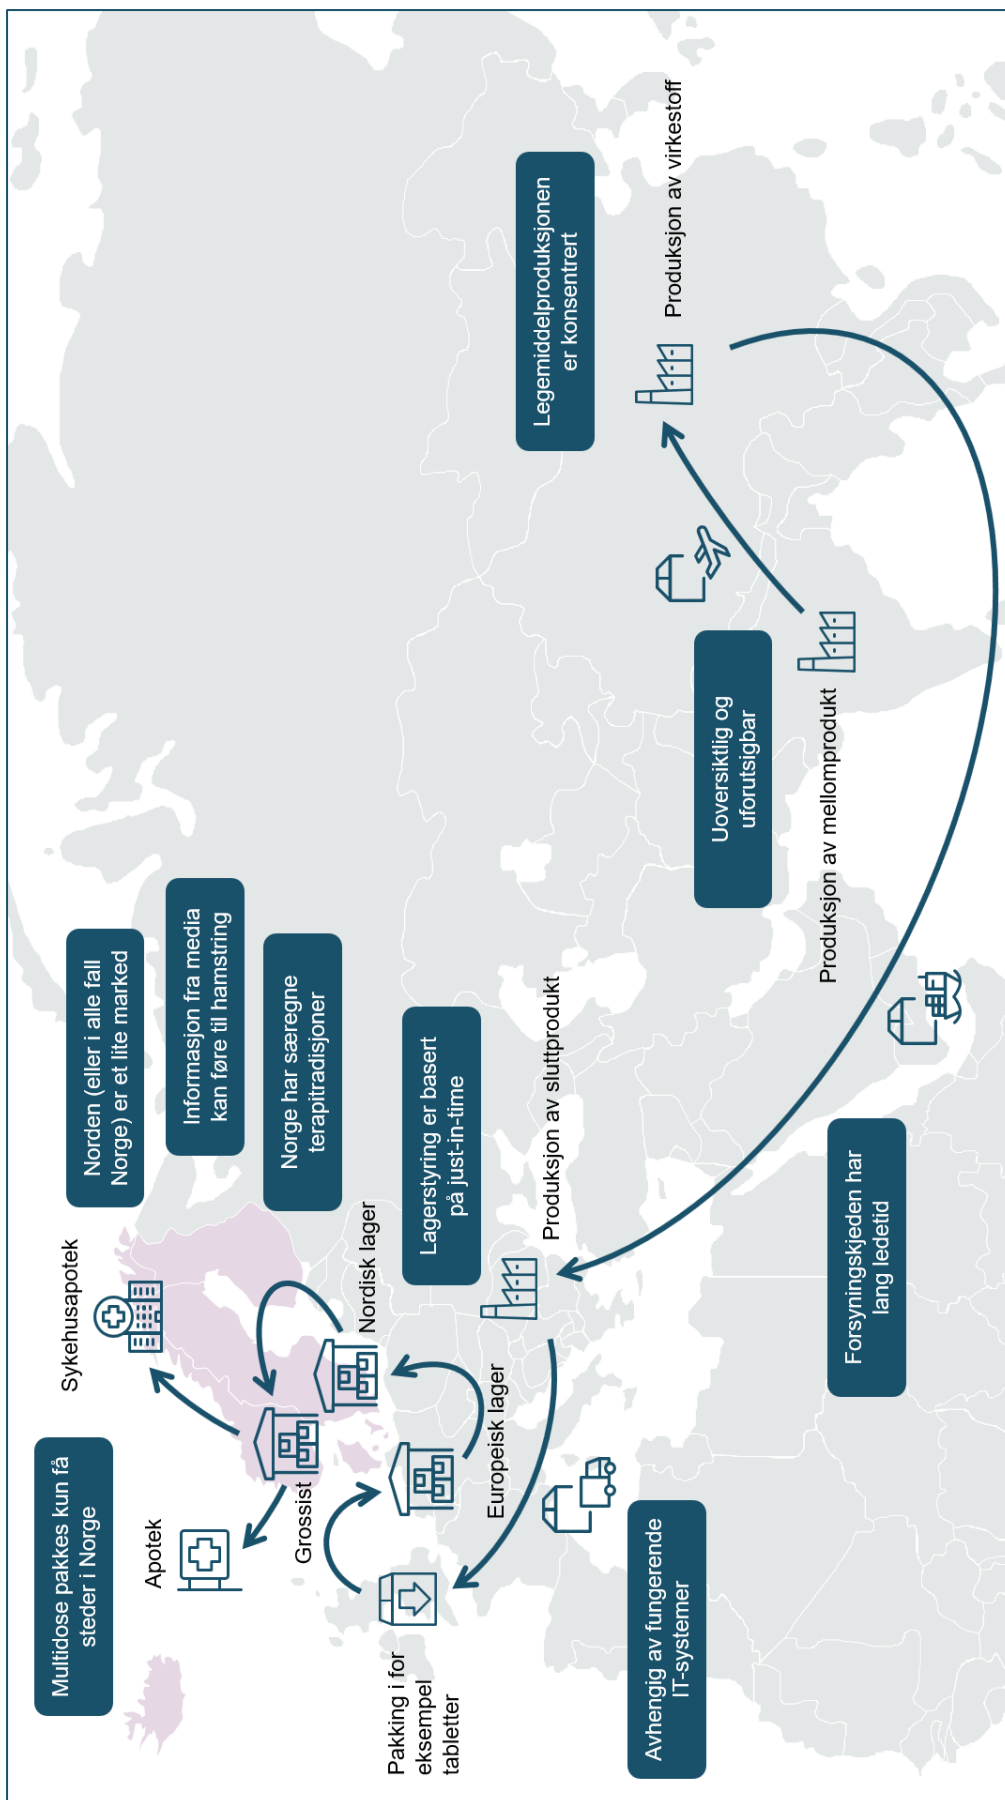 Multidose pakkes kun få
steder i Norge
Norden (eller i alle fall
Norge) er et lite marked
Sykehusapotek
Informasjon fra media
kan føre til hamstring
Apotek
Norge har særegne
terapitradisjoner
Grossist
Nordisk lager
Lagerstyring er basert
på just-in-time
Legemiddelproduksjonen
er konsentrert
Pakking i for
eksempel
tabletter
Europeisk lager
Produksjon av sluttprodukt
Produksjon av virkestoff
Uoversiktlig og
uforutsigbar
Avhengig av fungerende
IT-systemer
Produksjon av mellomprodukt
Forsyningskjeden har
lang ledetid